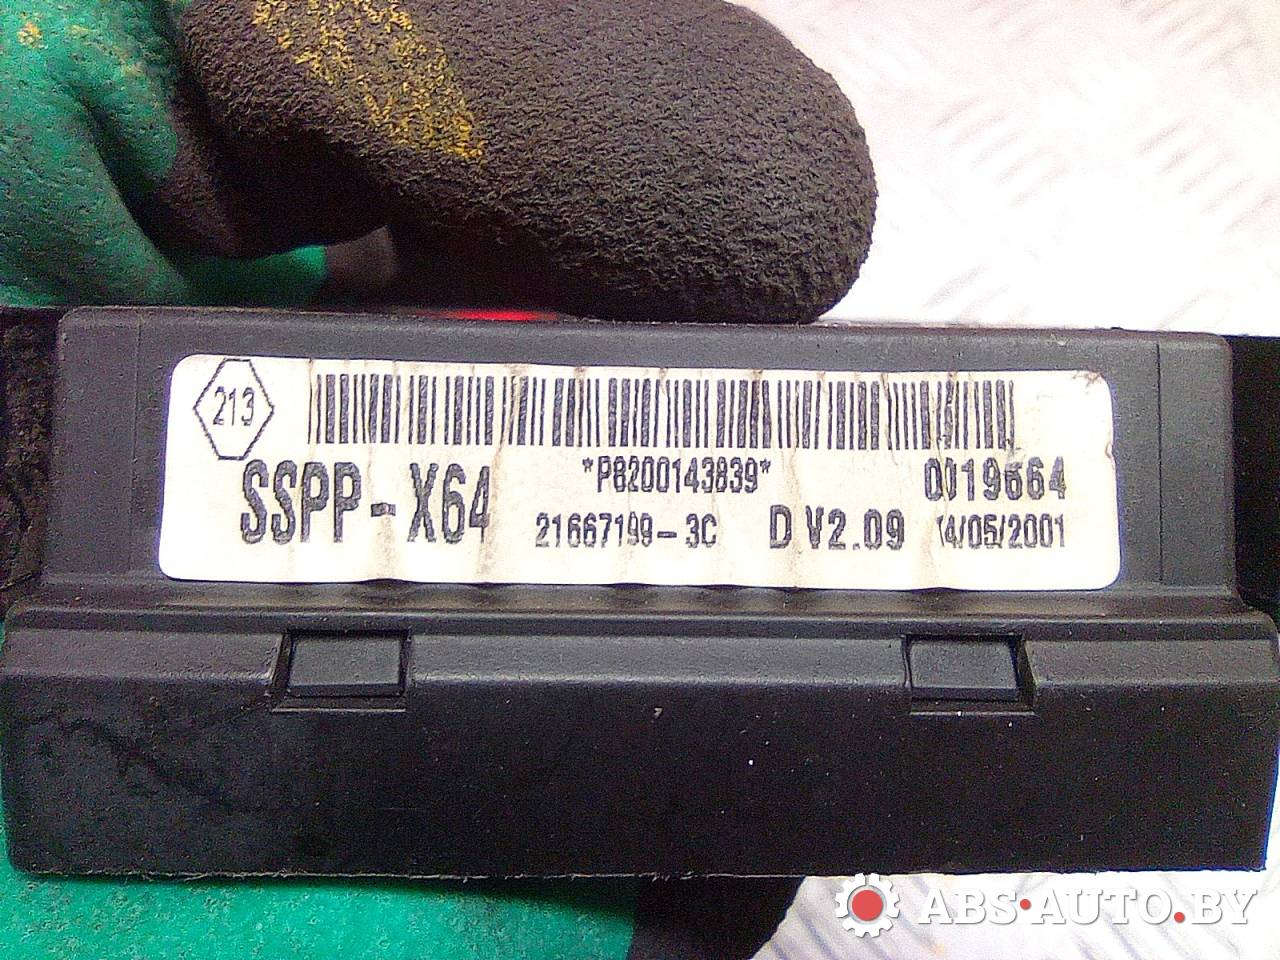 213
*P8200143839*
0019664
SSPP-X64
21667199-3C
D V2.09
14/05/2001
ABS·AUTO.BY